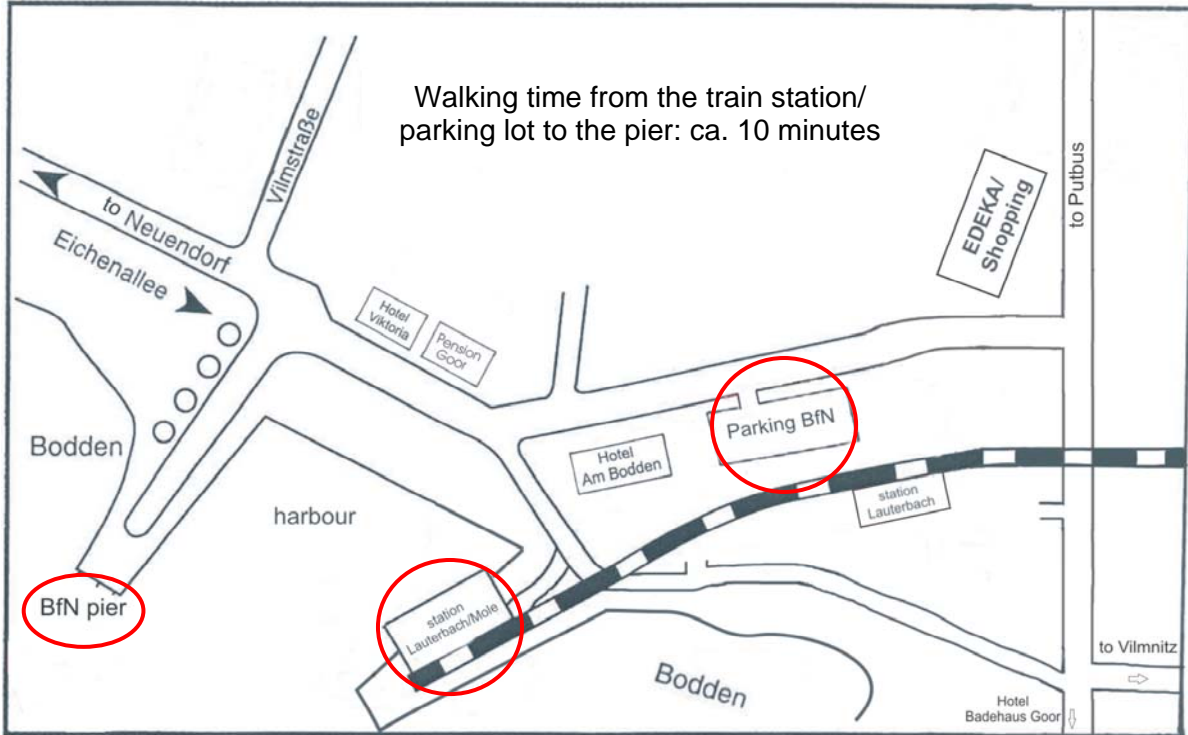 Walking time from the train station/
parking lot to the pier: ca. 10 minutes
Vilmstraße
to Putbus
EDEKA/
Shopping
to Neuendorf
Eichenallee
Hotel
Viktoria
Pension
Goor
Parking BfN
Hotel
Am Bodden
Bodden
station
Lauterbach
harbour
BfN pier
station
Lauterbach/Mole
Bodden
to Vilmnitz
Hotel
Badehaus Goor